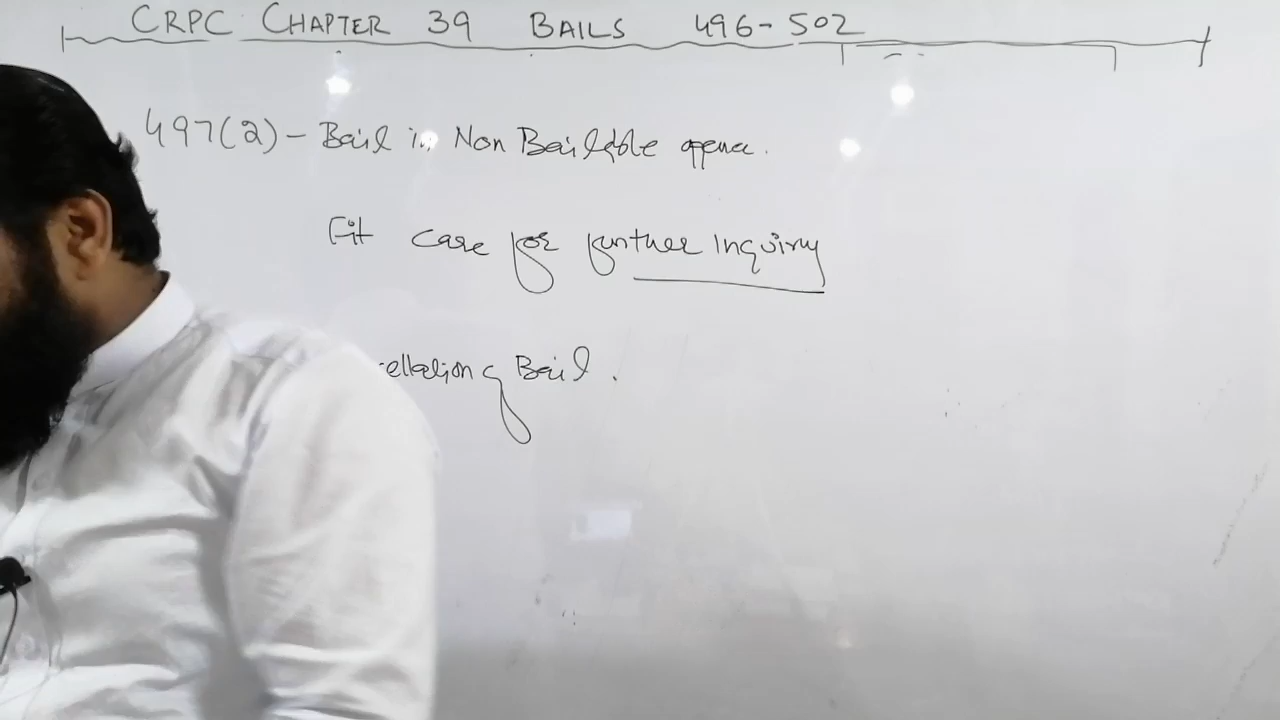 CRPC CHAPTER 39 BAILS 496-502
497(2) - Bail in Non Bailable offence.
Fit case for further Inquiry
cellation of Bail.